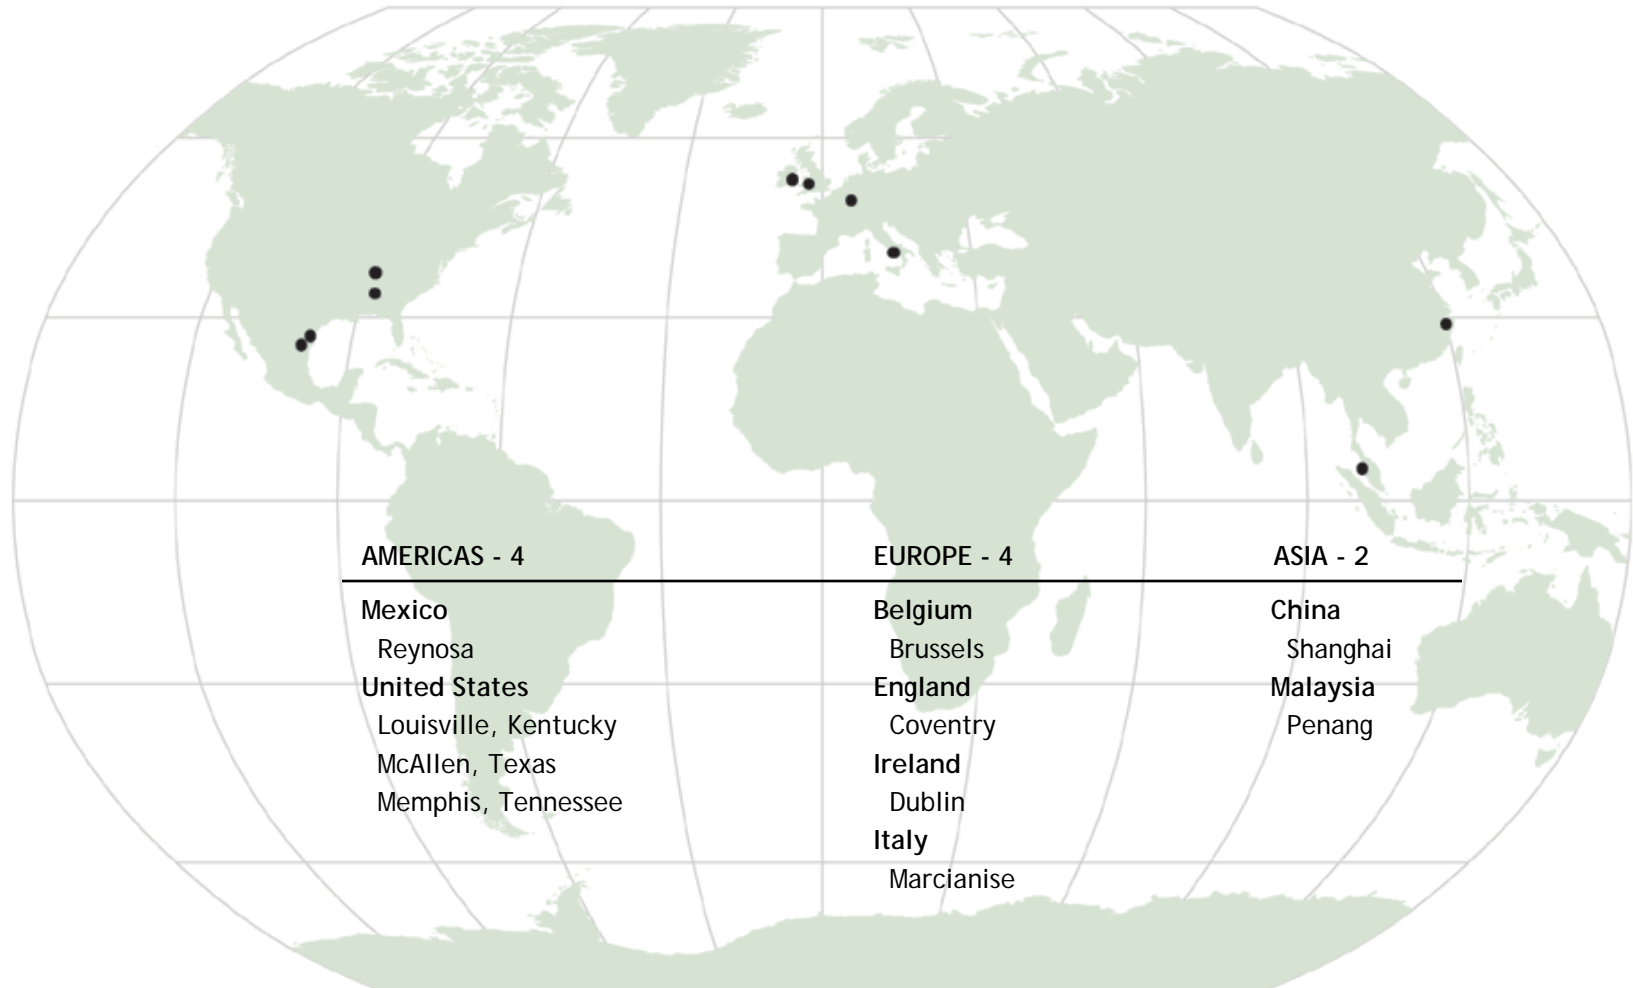 AMERICAS - 4
Mexico
Reynosa
United States
Louisville, Kentucky
McAllen, Texas
Memphis, Tennessee
EUROPE - 4
Belgium
Brussels
England
Coventry
Ireland
Dublin
Italy
Marcianise
ASIA - 2
China
Shanghai
Malaysia
Penang